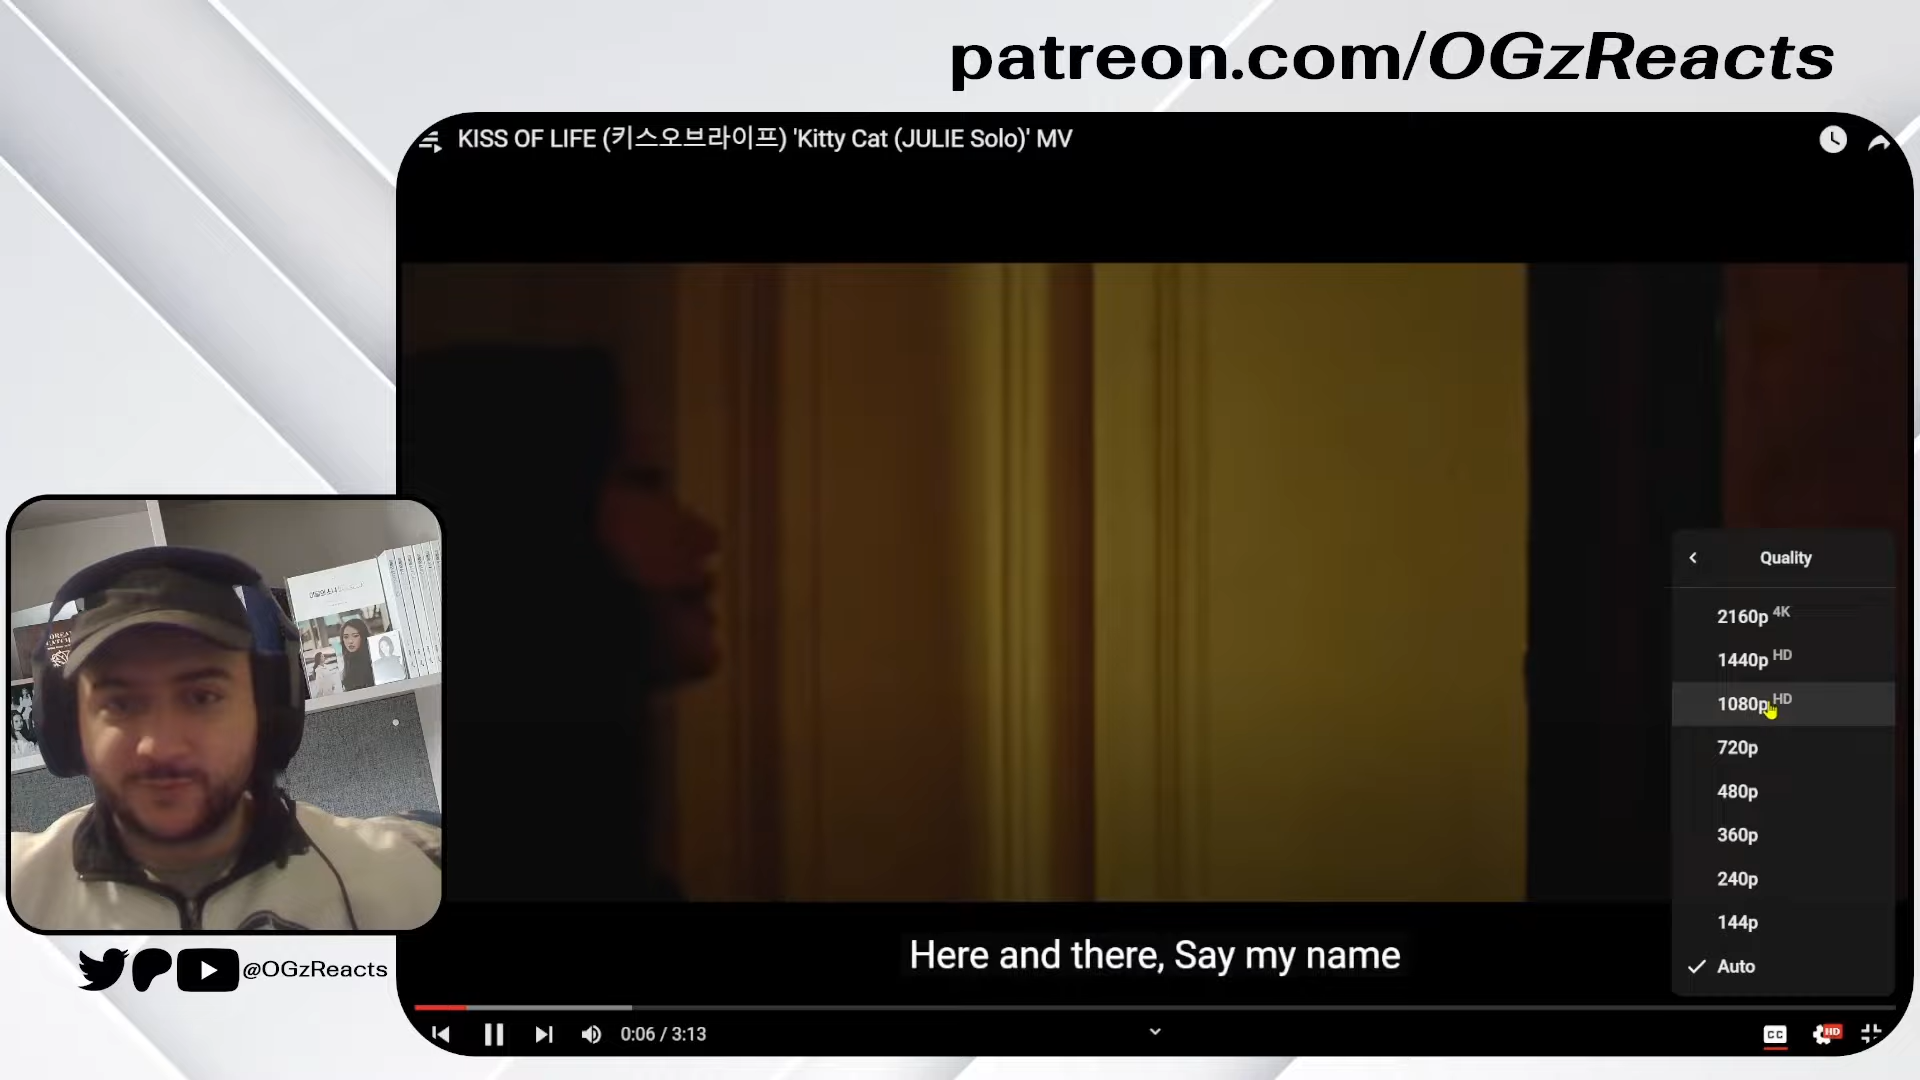 patreon.com/OGzReacts
KISS OF LIFE (키스오브라이프) 'Kitty Cat (JULIE Solo)' MV
Quality
2160p 4K
1440p HD
1080p HD
720p
480p
360p
240p
144p
Auto
Here and there, Say my name
@OGzReacts
0:06 / 3:13
CC
HD